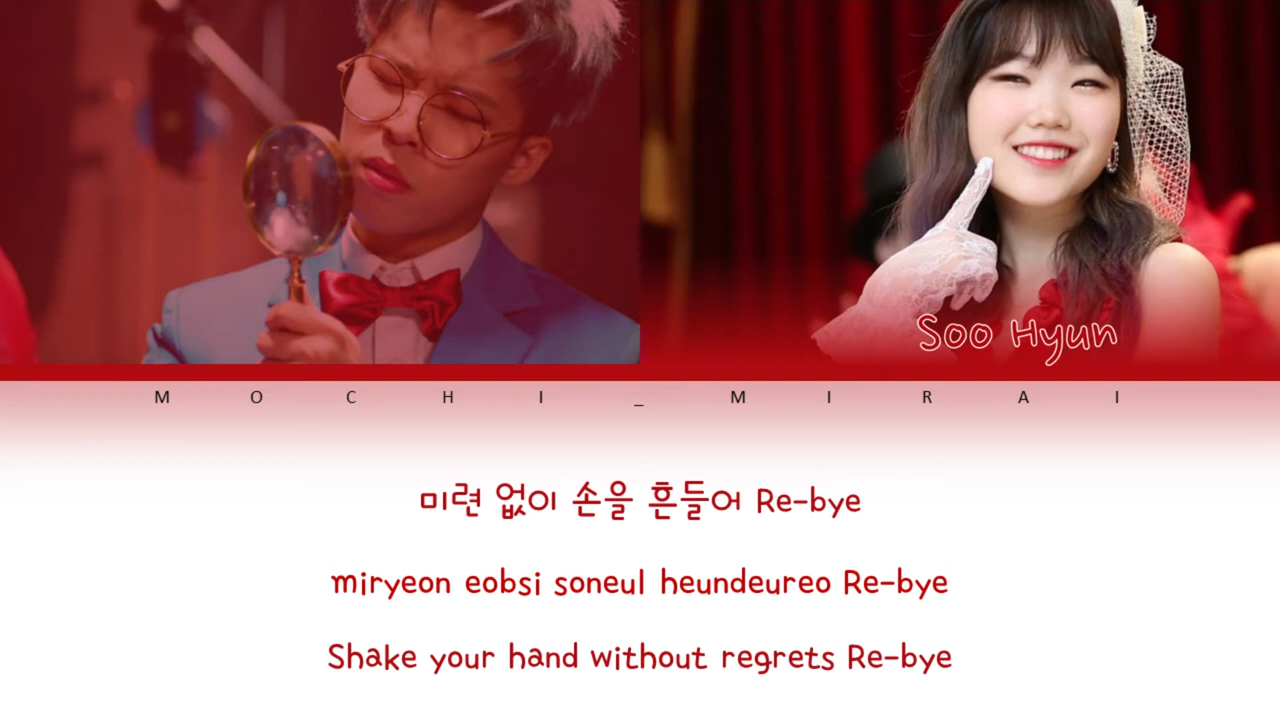 Soo Hyun
MOCHI_MIRAI
미련 없이 손을 흔들어 Re-bye
miryeon eobsi soneul heundeureo Re-bye
Shake your hand without regrets Re-bye